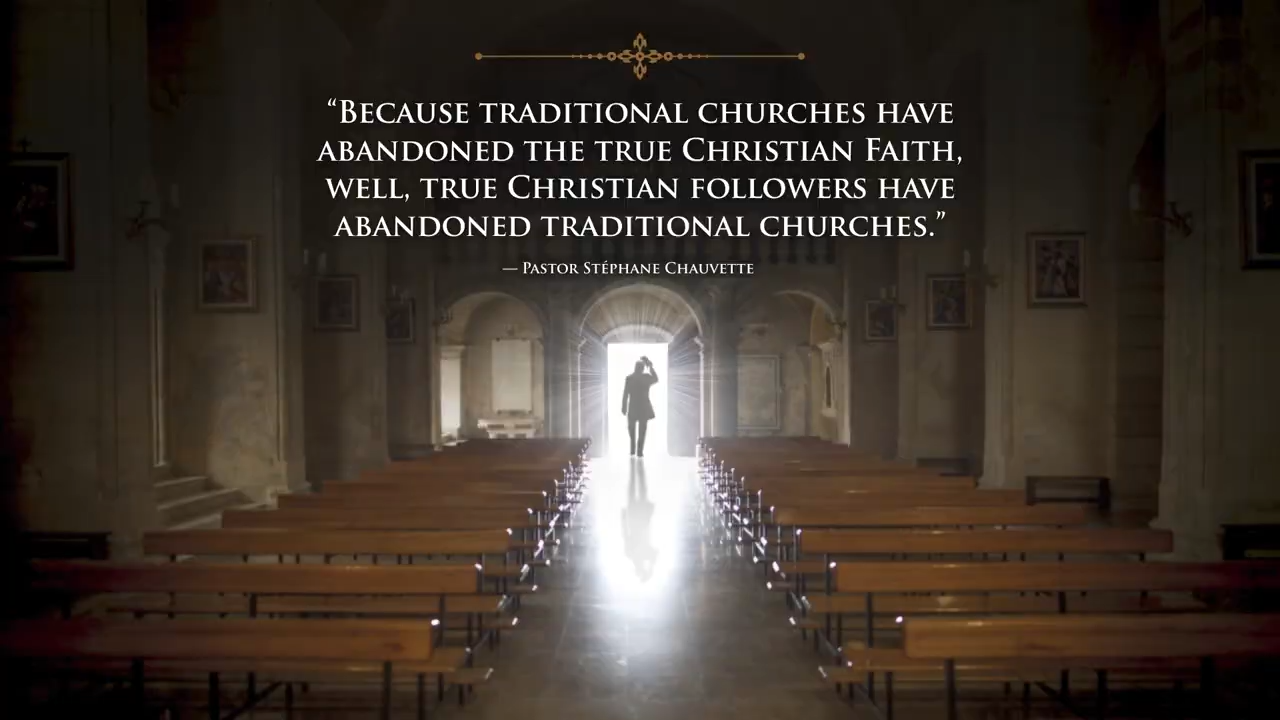 “Because traditional churches have
abandoned the true Christian Faith,
well, true Christian followers have
abandoned traditional churches.”
— Pastor Stéphane Chauvette